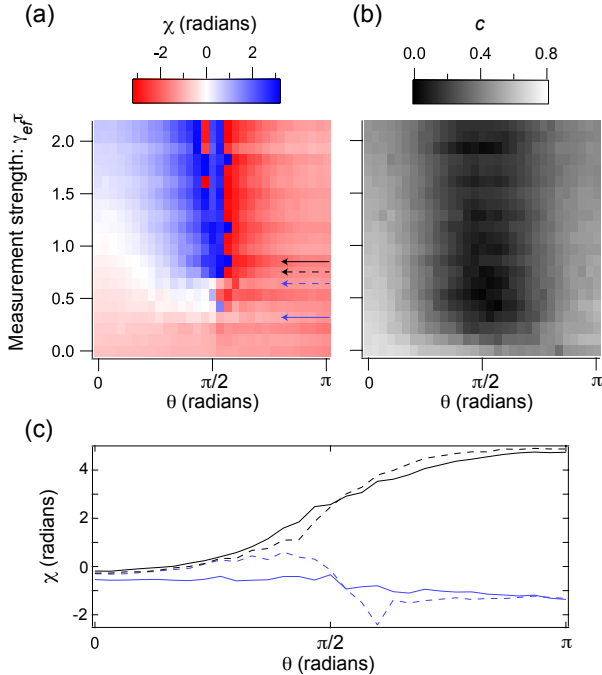 (a)
(b)
χ (radians)
c
-2 0 2
0.0 0.4 0.8
Measurement strength: γefτ
2.0
1.5
1.0
0.5
0.0
0 π/2 π
0 π/2 π
θ (radians)
θ (radians)
(c)
χ (radians)
4
2
0
-2
0 π/2 π
θ (radians)